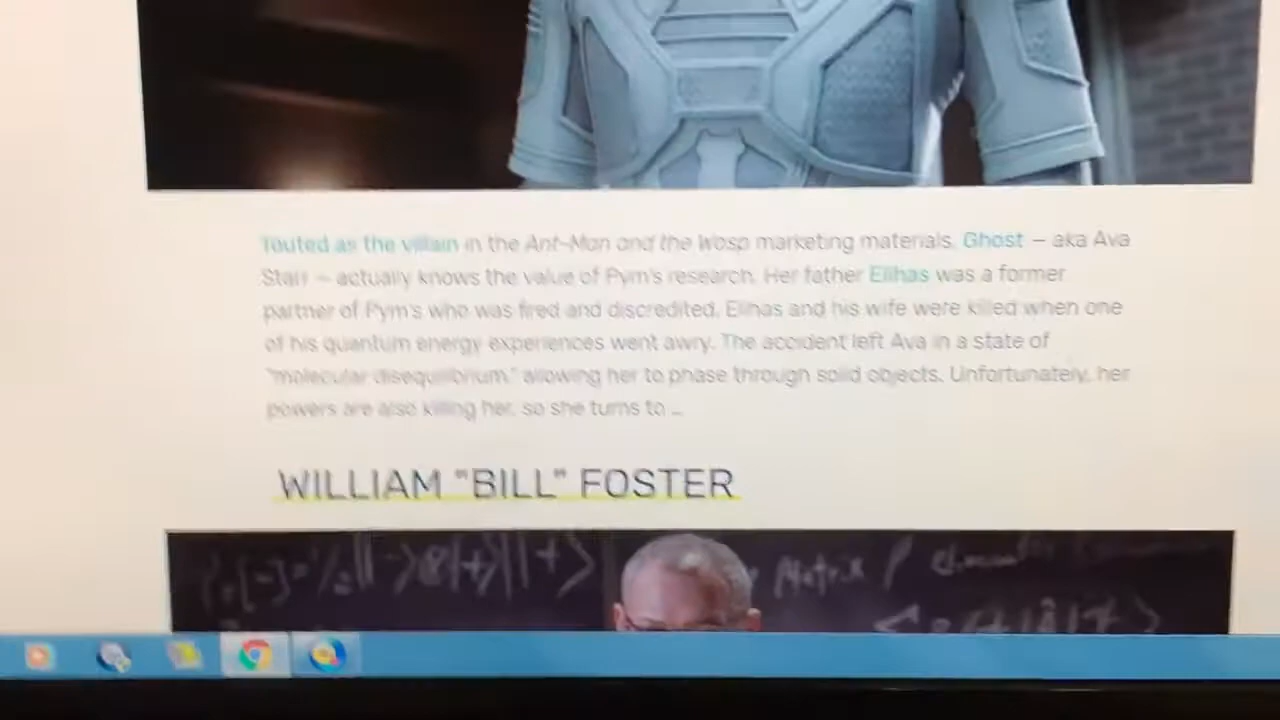 Touted as the villain in the Ant-Man and the Wasp marketing materials, Ghost — aka Ava
Starr — actually knows the value of Pym's research. Her father Elihas was a former
partner of Pym's who was fired and discredited. Elihas and his wife were killed when one
of his quantum energy experiences went awry. The accident left Ava in a state of
"molecular disequilibrium," allowing her to phase through solid objects. Unfortunately, her
powers are also killing her, so she turns to ...
WILLIAM "BILL" FOSTER
Matrix